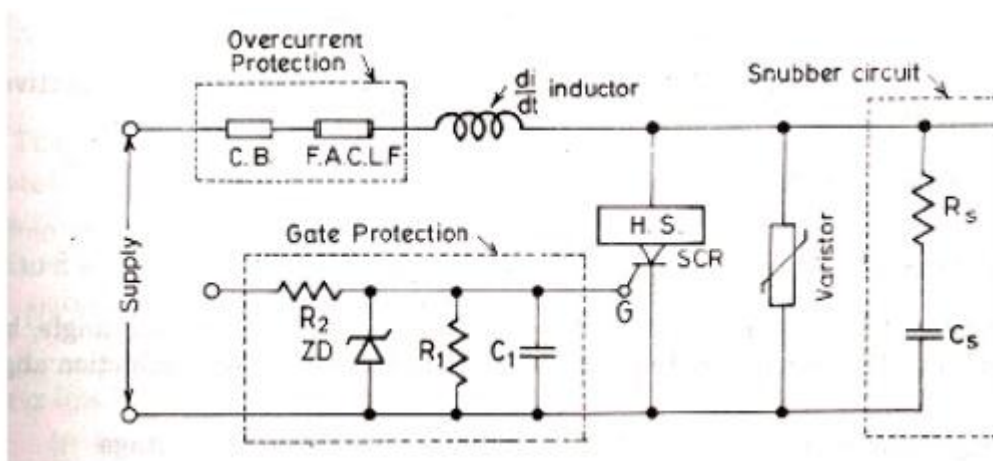 Overcurrent
Protection
di
dt
inductor
Snubber circuit
C.B.
F.A.C.L.F
Gate Protection
H.S.
SCR
Varistor
Rs
Cs
Supply
G
R2
ZD
R1
C1